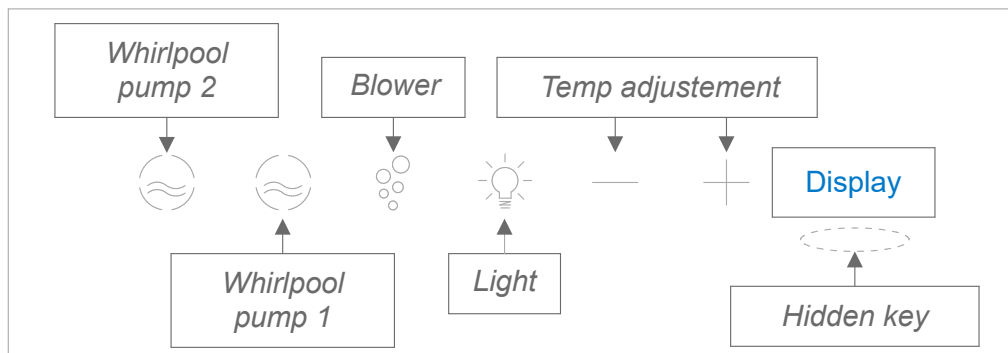 Whirlpool
pump 2
Blower
Temp adjustement
Display
Whirlpool
pump 1
Light
Hidden key